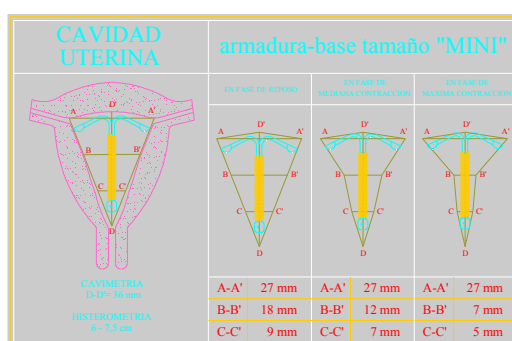 CAVIDAD
UTERINA
armadura-base tamaño "MINI"
EN FASE DE REPOSO
EN FASE DE
MEDIANA CONTRACCION
EN FASE DE
MAXIMA CONTRACCION
D'
A A'
B B'
C C'
D
D'
A A'
B B'
C C'
D
D'
A A'
B B'
C C'
D
D'
A A'
B B'
C C'
D
CAVIMETRIA
D-D'= 36 mm
HISTEROMETRIA
6 - 7,5 cm
A-A' 27 mm A-A' 27 mm A-A' 27 mm
B-B' 18 mm B-B' 12 mm B-B' 7 mm
C-C' 9 mm C-C' 7 mm C-C' 5 mm